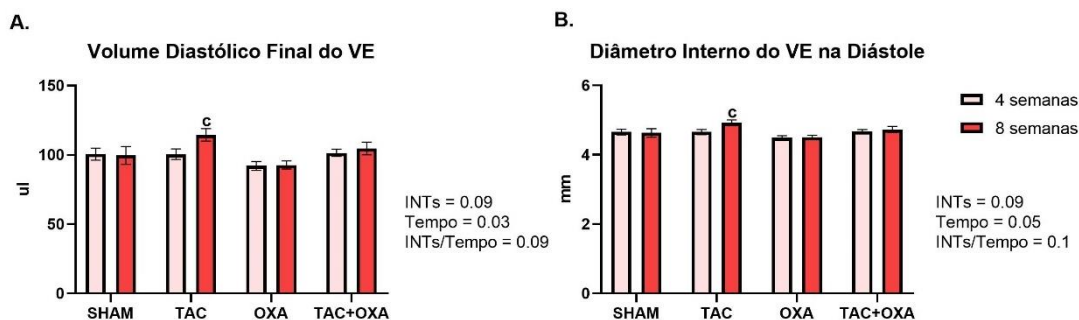 A.
Volume Diastólico Final do VE
150
100
50
0
ul
c
SHAM TAC OXA TAC+OXA
INTs = 0.09
Tempo = 0.03
INTs/Tempo = 0.09
B.
Diâmetro Interno do VE na Diástole
6
4
2
0
mm
c
SHAM TAC OXA TAC+OXA
4 semanas
8 semanas
INTs = 0.09
Tempo = 0.05
INTs/Tempo = 0.1